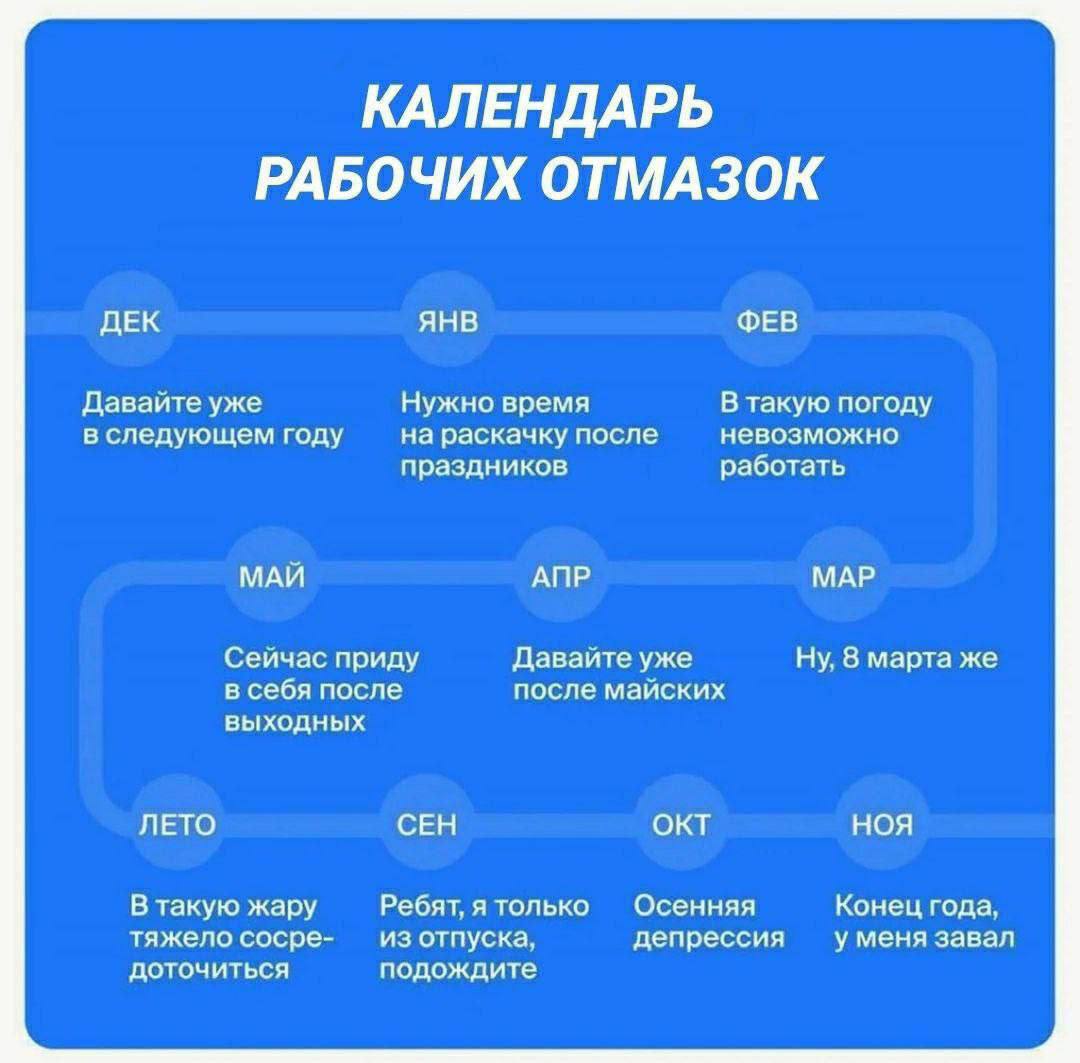 КАЛЕНДАРЬ
РАБОЧИХ ОТМАЗОК
ДЕК
Давайте уже
в следующем году
ЯНВ
Нужно время
на раскачку после
праздников
ФЕВ
В такую погоду
невозможно
работать
МАР
Ну, 8 марта же
АПР
Давайте уже
после майских
МАЙ
Сейчас приду
в себя после
выходных
ЛЕТО
В такую жару
тяжело сосре-
доточиться
СЕН
Ребят, я только
из отпуска,
подождите
ОКТ
Осенняя
депрессия
НОЯ
Конец года,
у меня завал